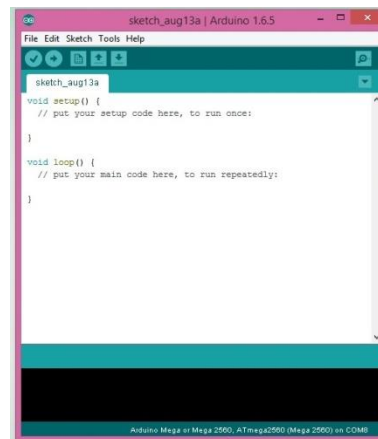 sketch_aug13a | Arduino 1.6.5
File Edit Sketch Tools Help
sketch_aug13a
void setup() {
  // put your setup code here, to run once:
}
void loop() {
  // put your main code here, to run repeatedly:
}
Arduino Mega or Mega 2560, ATmega2560 (Mega 2560) on COM8